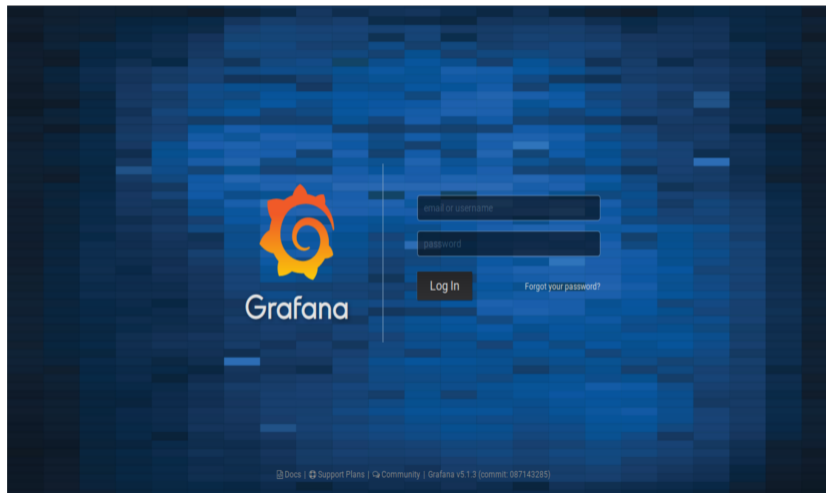 Grafana
email or username
password
Log In
Forgot your password?
Docs | Support Plans | Community | Grafana v5.1.3 (commit: 087143285)